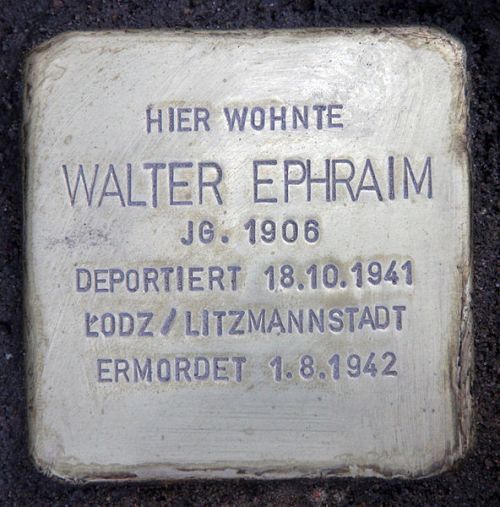 HIER WOHNTE
WALTER EPHRAIM
JG. 1906
DEPORTIERT 18.10.1941
ŁODZ / LITZMANNSTADT
ERMORDET 1.8.1942